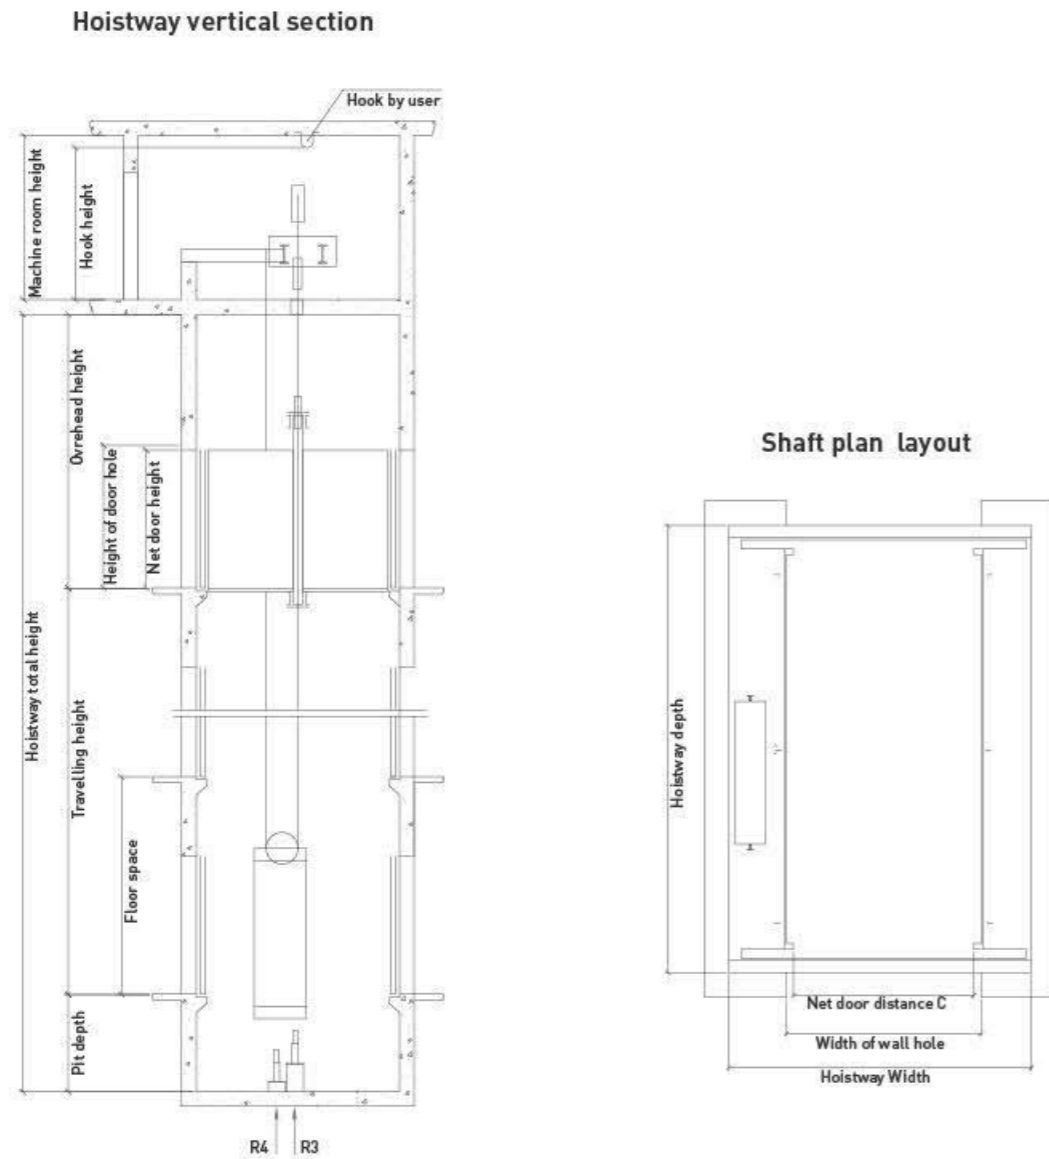 Hoistway vertical section
Hook by user
Machine room height
Hook height
Ovrehead height
Height of door hole
Net door height
Hoistway total height
Travelling height
Floor space
Pit depth
R4
R3
Shaft plan layout
Hoistway depth
Net door distance C
Width of wall hole
Hoistway Width